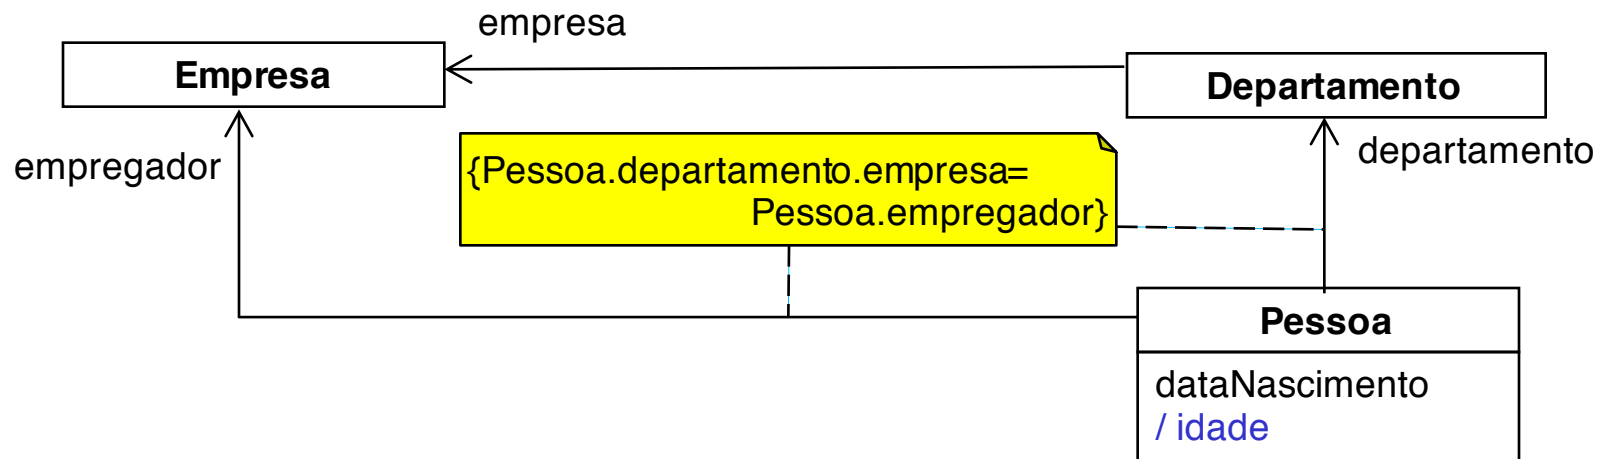 empresa
Empresa
Departamento
empregador
departamento
{Pessoa.departamento.empresa=
Pessoa.empregador}
Pessoa
dataNascimento
/ idade